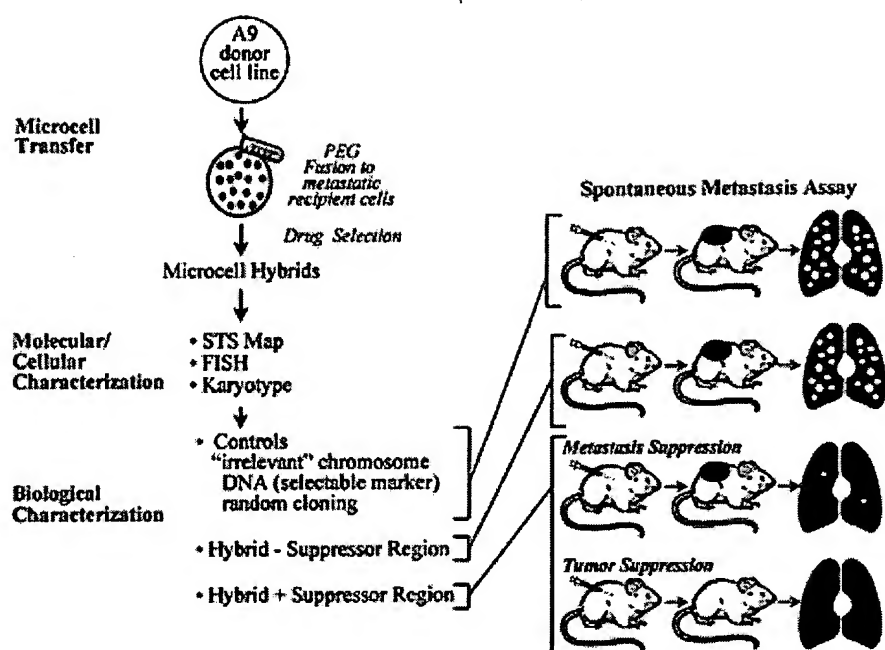 A9
donor
cell line
Microcell
Transfer
PEG
Fusion to
metastatic
recipient cells
Drug Selection
Microcell Hybrids
Molecular/
Cellular
Characterization
• STS Map
• FISH
• Karyotype
Biological
Characterization
• Controls
"irrelevant" chromosome
DNA (selectable marker)
random cloning
• Hybrid - Suppressor Region
• Hybrid + Suppressor Region
Spontaneous Metastasis Assay
Metastasis Suppression
Tumor Suppression